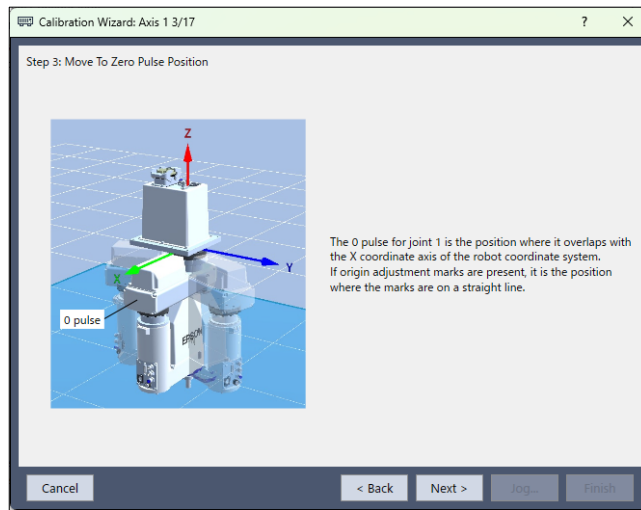 Calibration Wizard: Axis 1 3/17
Step 3: Move To Zero Pulse Position
Z
X
Y
0 pulse
EPSON
The 0 pulse for joint 1 is the position where it overlaps with
the X coordinate axis of the robot coordinate system.
If origin adjustment marks are present, it is the position
where the marks are on a straight line.
Cancel
< Back
Next >
Jog...
Finish